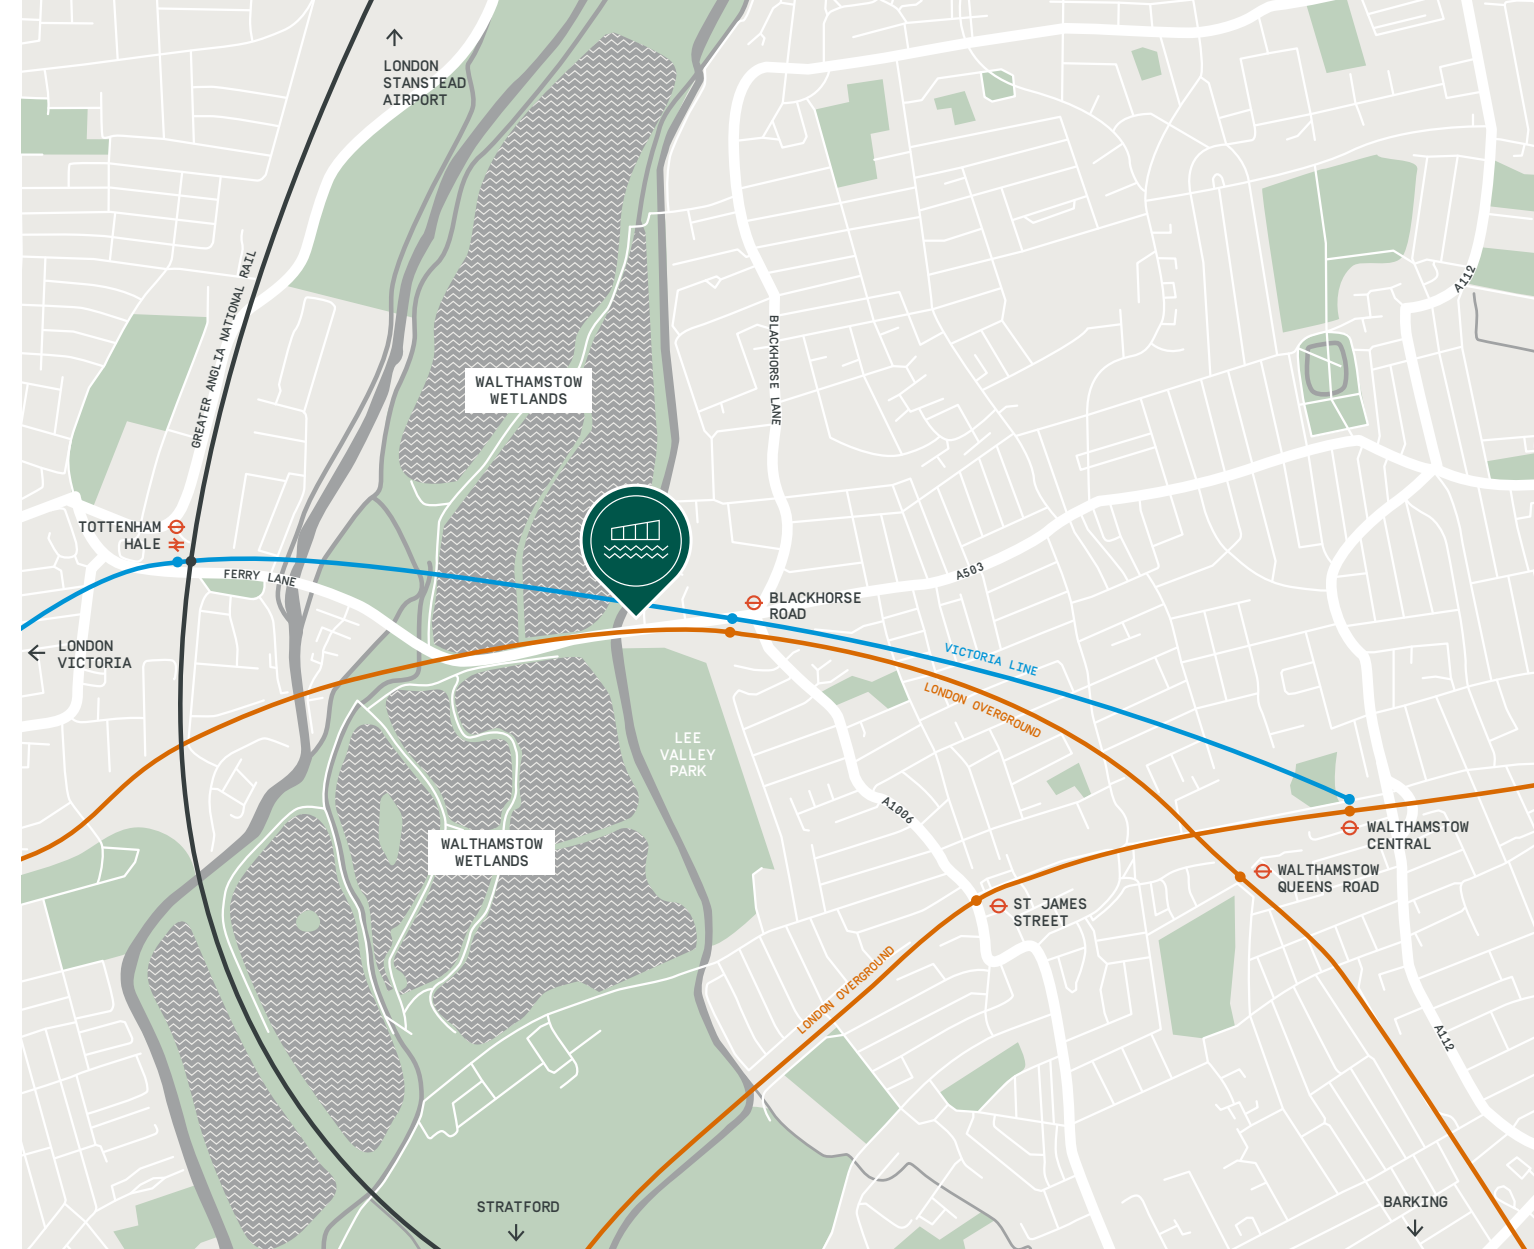 LONDON
STANSTEAD
AIRPORT
GREATER ANGLIA NATIONAL RAIL
A112
BLACKHORSE LANE
WALTHAMSTOW
WETLANDS
TOTTENHAM
HALE
FERRY LANE
A503
BLACKHORSE
ROAD
LONDON
VICTORIA
VICTORIA LINE
LONDON OVERGROUND
LEE
VALLEY
PARK
A1006
WALTHAMSTOW
CENTRAL
WALTHAMSTOW
WETLANDS
WALTHAMSTOW
QUEENS ROAD
ST JAMES
STREET
LONDON OVERGROUND
A112
STRATFORD
BARKING